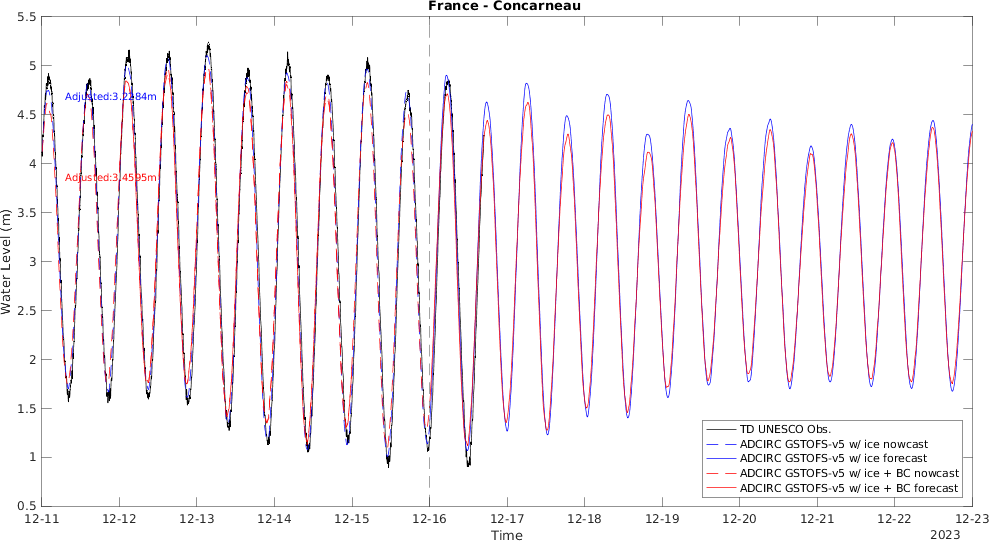 France - Concarneau
5.5
5
4.5
4
3.5
3
2.5
2
1.5
1
0.5
Water Level (m)
Adjusted:3.2284m
Adjusted:3.4595m
TD UNESCO Obs.
ADCIRC GSTOFS-v5 w/ ice nowcast
ADCIRC GSTOFS-v5 w/ ice forecast
ADCIRC GSTOFS-v5 w/ ice + BC nowcast
ADCIRC GSTOFS-v5 w/ ice + BC forecast
12-11 12-12 12-13 12-14 12-15 12-16 12-17 12-18 12-19 12-20 12-21 12-22 12-23
Time
2023